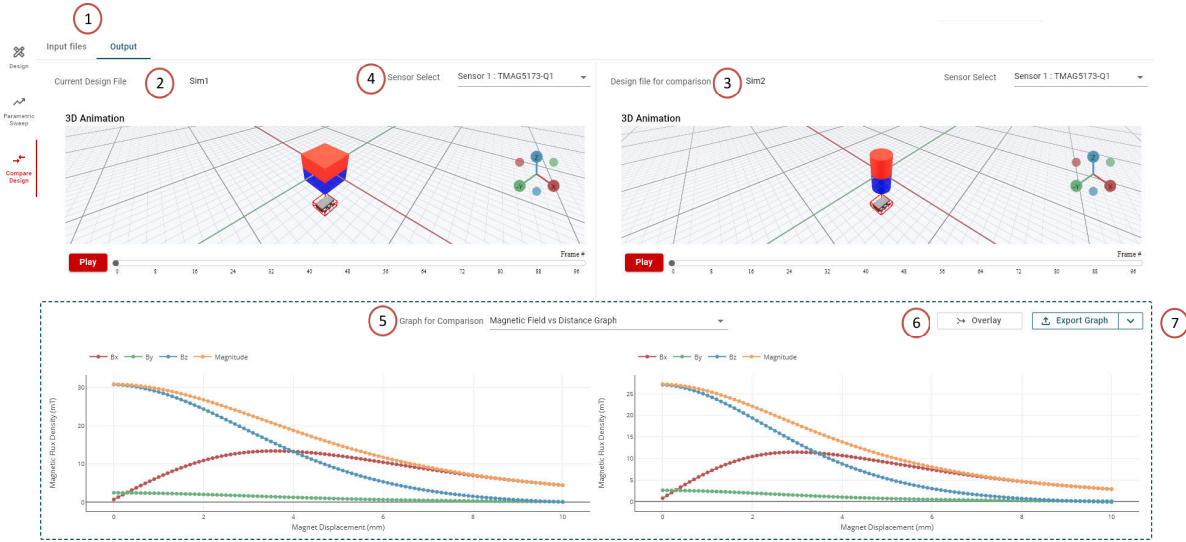 1
Input files Output
Design
Current Design File 2 Sim1 4 Sensor Select Sensor 1 : TMAG5173-Q1
Design file for comparison 3 Sim2 Sensor Select Sensor 1 : TMAG5173-Q1
Parametric
Sweep
Compare
Design
3D Animation
Z
-Y X
Play
Frame #
0 8 16 24 32 40 48 56 64 72 80 88 96
3D Animation
Z
-Y X
Play
Frame #
0 8 16 24 32 40 48 56 64 72 80 88 96
5 Graph for Comparison Magnetic Field vs Distance Graph 6 Overlay Export Graph 7
Bx By Bz Magnitude
Magnetic Flux Density (mT)
30
20
10
0
0 2 4 6 8 10
Magnet Displacement (mm)
Bx By Bz Magnitude
Magnetic Flux Density (mT)
25
20
15
10
5
0
0 2 4 6 8 10
Magnet Displacement (mm)